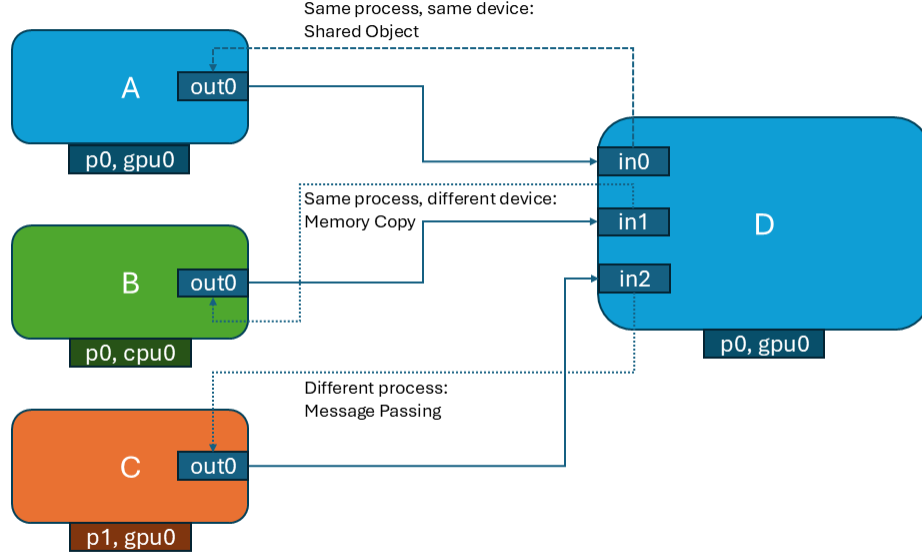 Same process, same device:
Shared Object
A
out0
p0, gpu0
in0
Same process, different device:
Memory Copy
in1
D
B
out0
in2
p0, cpu0
p0, gpu0
Different process:
Message Passing
C
out0
p1, gpu0